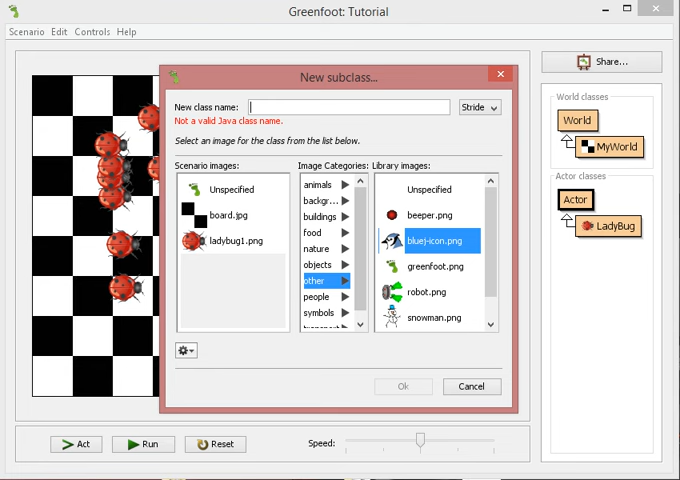 Greenfoot: Tutorial
Scenario Edit Controls Help
New subclass...
New class name:
Stride
Not a valid Java class name.
Select an image for the class from the list below.
Scenario images:
Unspecified
board.jpg
ladybug1.png
Image Categories:
animals
backgr...
buildings
food
nature
objects
other
people
symbols
transport
Library images:
Unspecified
beeper.png
bluej-icon.png
greenfoot.png
robot.png
snowman.png
Ok
Cancel
Share...
World classes
World
MyWorld
Actor classes
Actor
LadyBug
Act
Run
Reset
Speed: